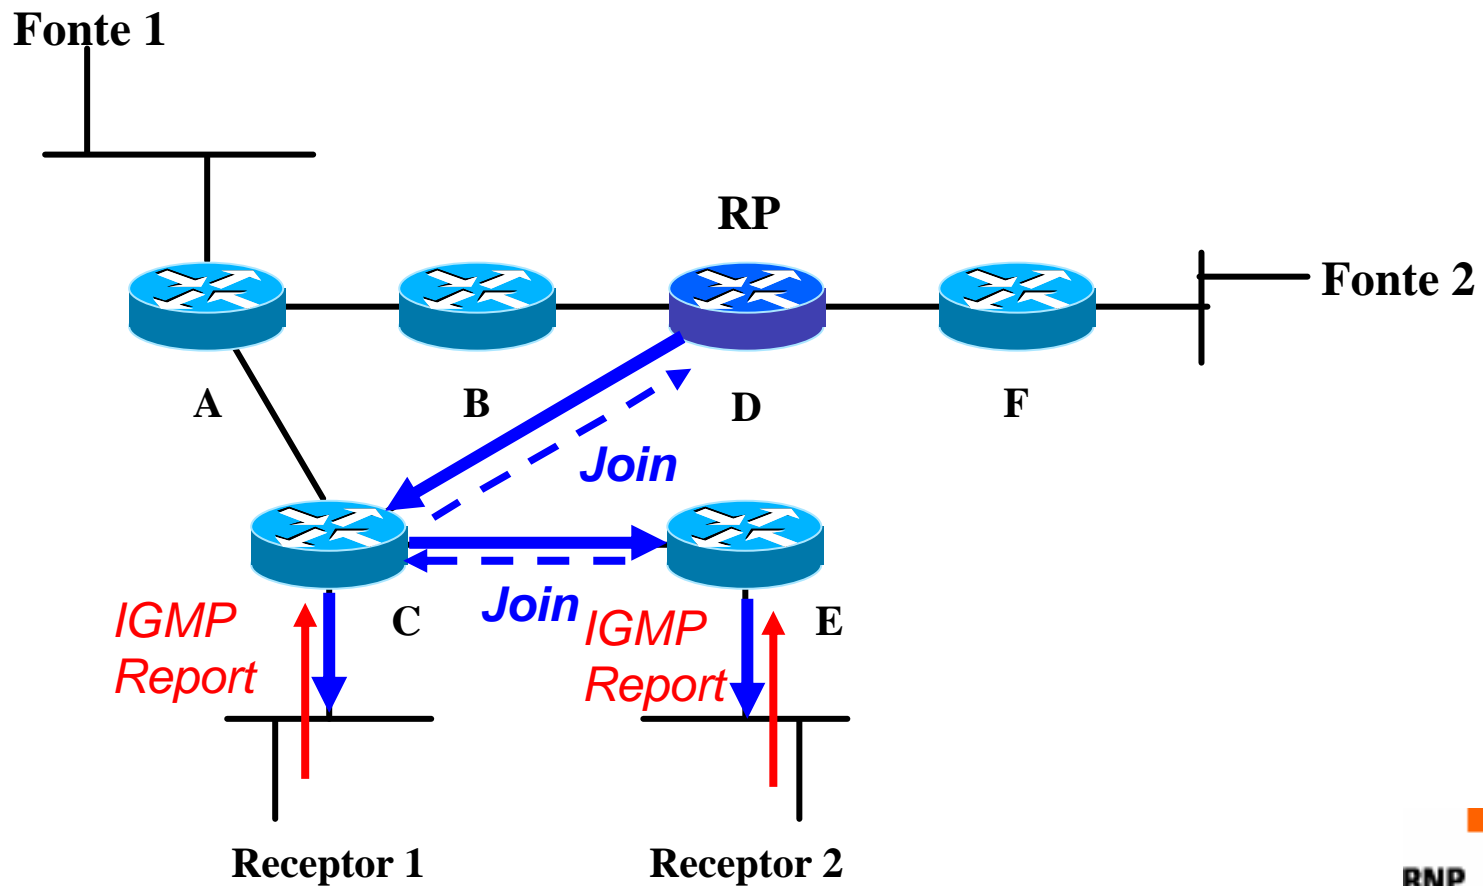 Fonte 1
RP
Fonte 2
A
B
D
F
Join
Join
IGMP
Report
C
IGMP
Report
E
Receptor 1
Receptor 2
RNP